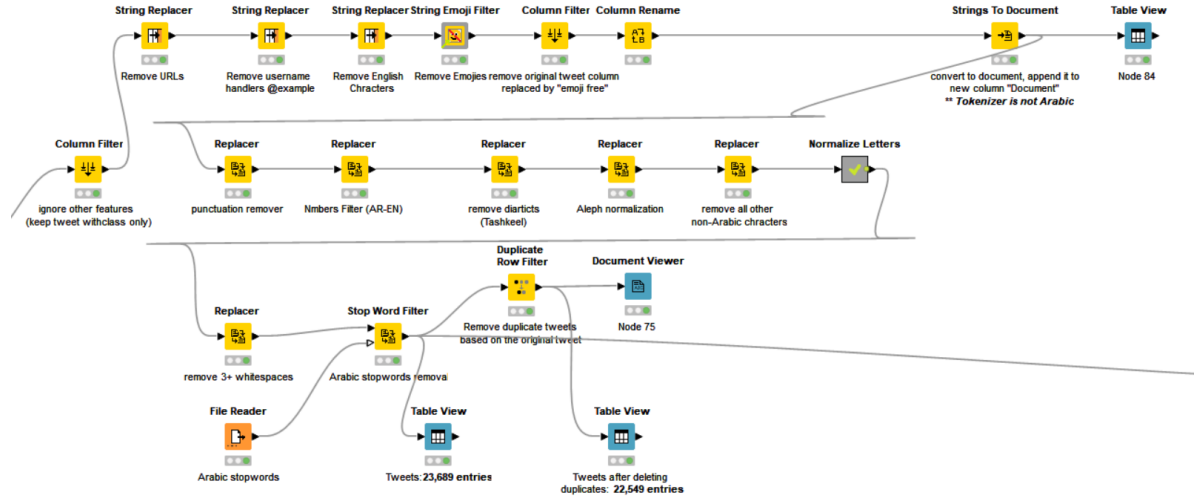 String Replacer
String Replacer
String Replacer
String Emoji Filter
Column Filter
Column Rename
Strings To Document
Table View
Remove URLs
Remove username
handlers @example
Remove English
Chracters
Remove Emojies
remove original tweet column
replaced by "emoji free"
convert to document, append it to
new column "Document"
** Tokenizer is not Arabic
Node 84
Column Filter
Replacer
Replacer
Replacer
Replacer
Replacer
Normalize Letters
ignore other features
(keep tweet withclass only)
punctuation remover
Nmbers Filter (AR-EN)
remove diarticts
(Tashkeel)
Aleph normalization
remove all other
non-Arabic chracters
Duplicate
Row Filter
Document Viewer
Replacer
Stop Word Filter
Remove duplicate tweets
based on the original tweet
Node 75
remove 3+ whitespaces
Arabic stopwords removal
File Reader
Table View
Table View
Arabic stopwords
Tweets: 23,689 entries
Tweets after deleting
duplicates: 22,549 entries